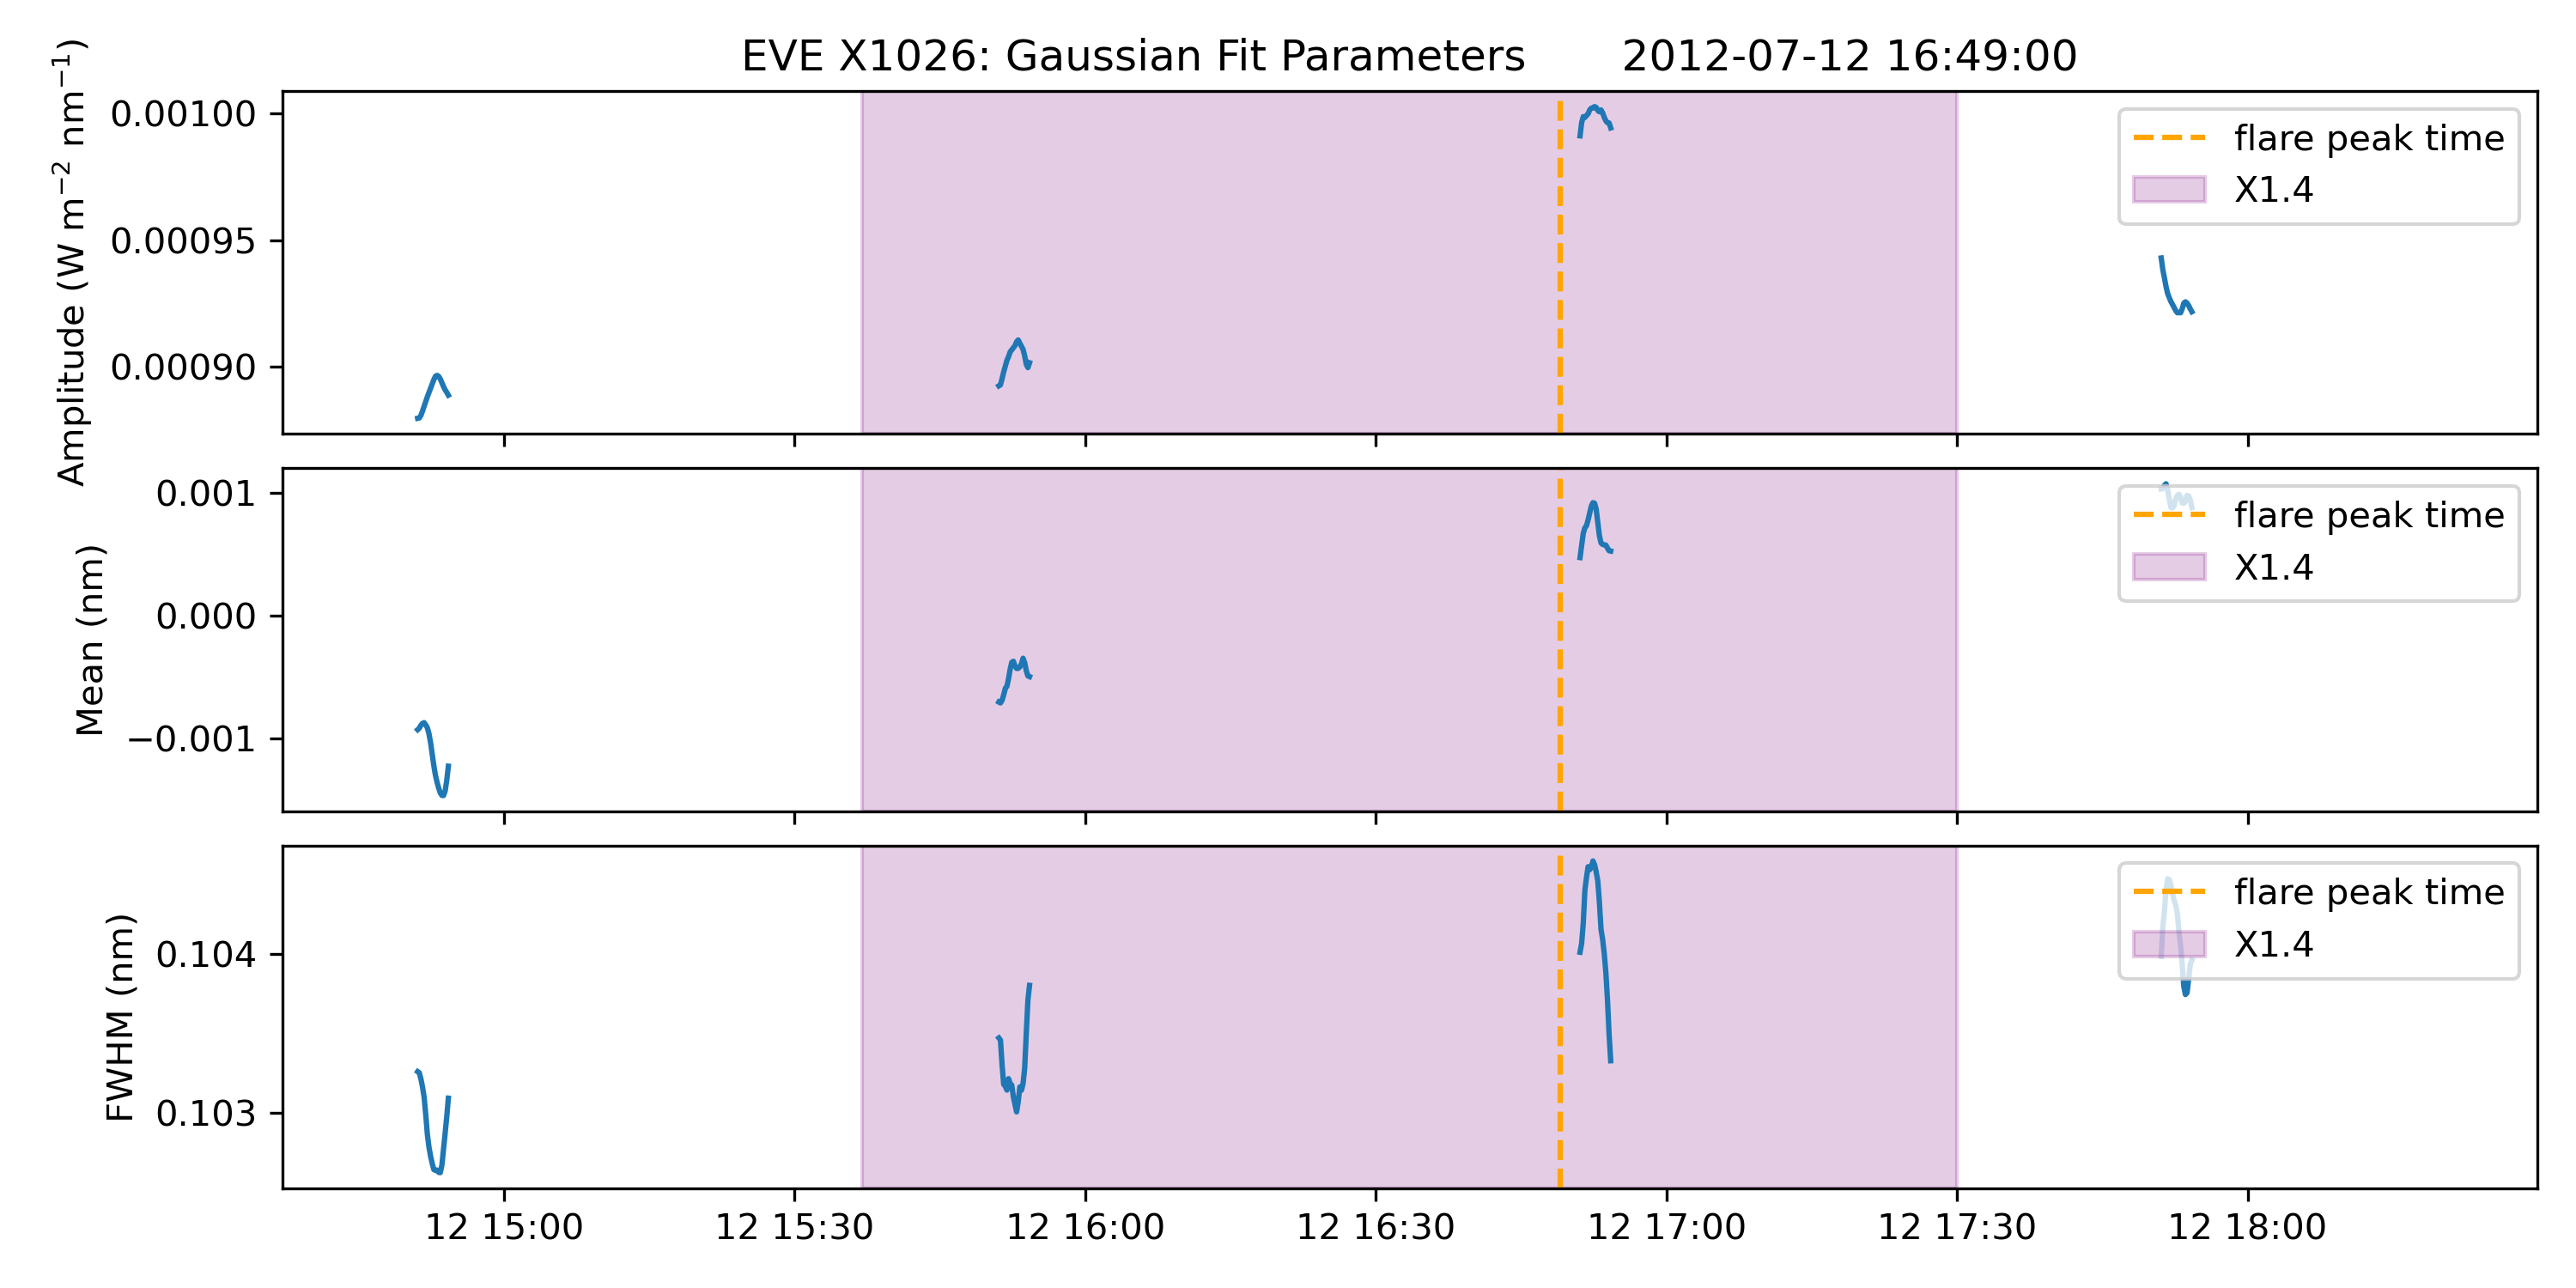 EVE X1026: Gaussian Fit Parameters 2012-07-12 16:49:00
Amplitude (W m⁻² nm⁻¹)
0.00100
0.00095
0.00090
flare peak time
X1.4
Mean (nm)
0.001
0.000
−0.001
flare peak time
X1.4
FWHM (nm)
0.104
0.103
flare peak time
X1.4
12 15:00 12 15:30 12 16:00 12 16:30 12 17:00 12 17:30 12 18:00